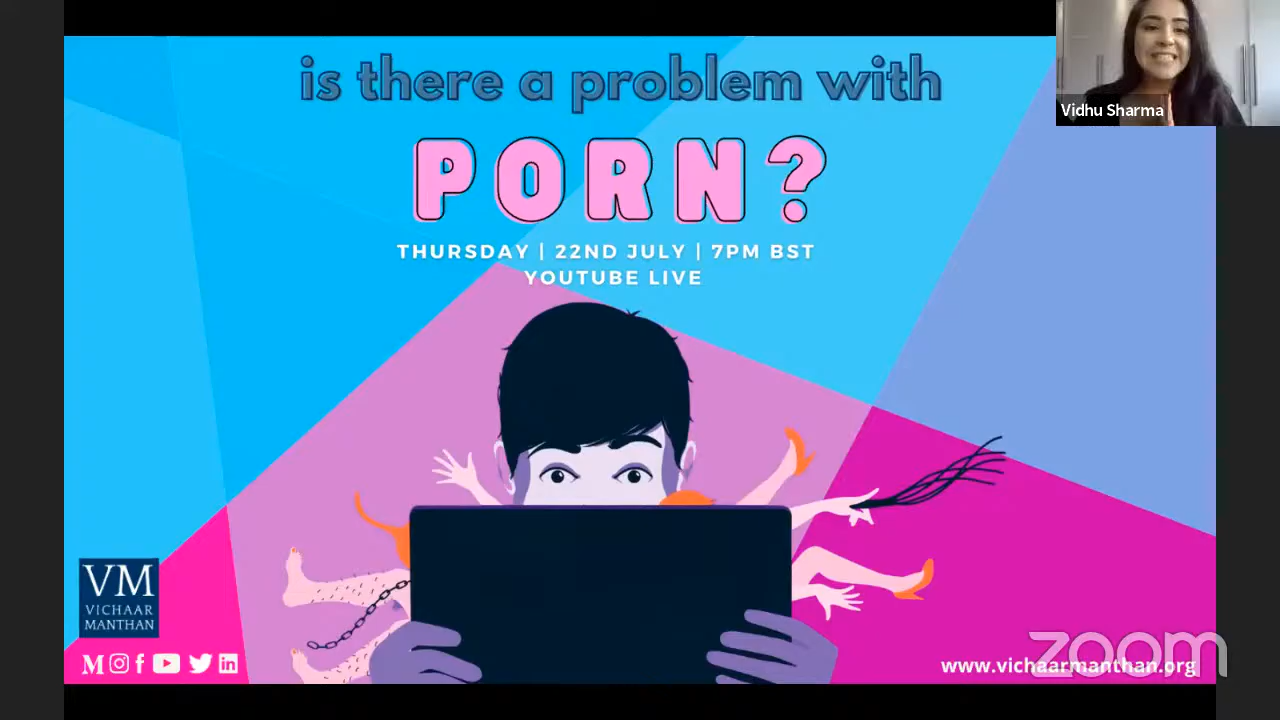 is there a problem with
PORN?
THURSDAY | 22ND JULY | 7PM BST
YOUTUBE LIVE
Vidhu Sharma
VM
VICHAAR
MANTHAN
www.vichaarmanthan.org
zoom